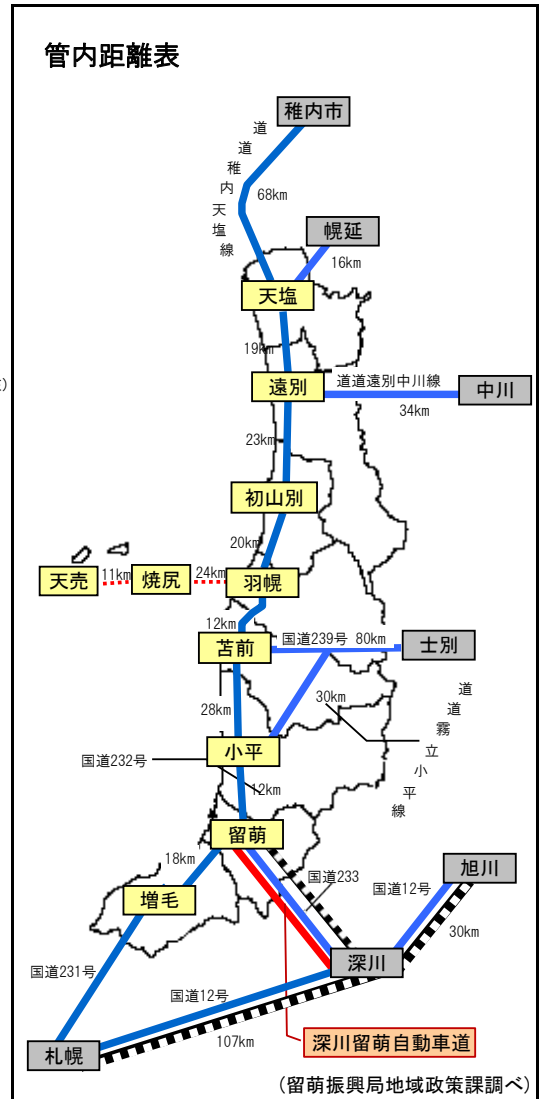 管内距離表
稚内市
道道稚内天塩線
68km
幌延
16km
天塩
19km
遠別
道道遠別中川線
34km
中川
23km
初山別
20km
天売
11km
焼尻
24km
羽幌
12km
苫前
国道239号 80km
士別
28km
30km
道道霧立小平線
小平
国道232号
12km
留萌
18km
国道233
旭川
国道12号
増毛
30km
深川
国道231号
国道12号
札幌
107km
深川留萌自動車道
(留萌振興局地域政策課調べ)